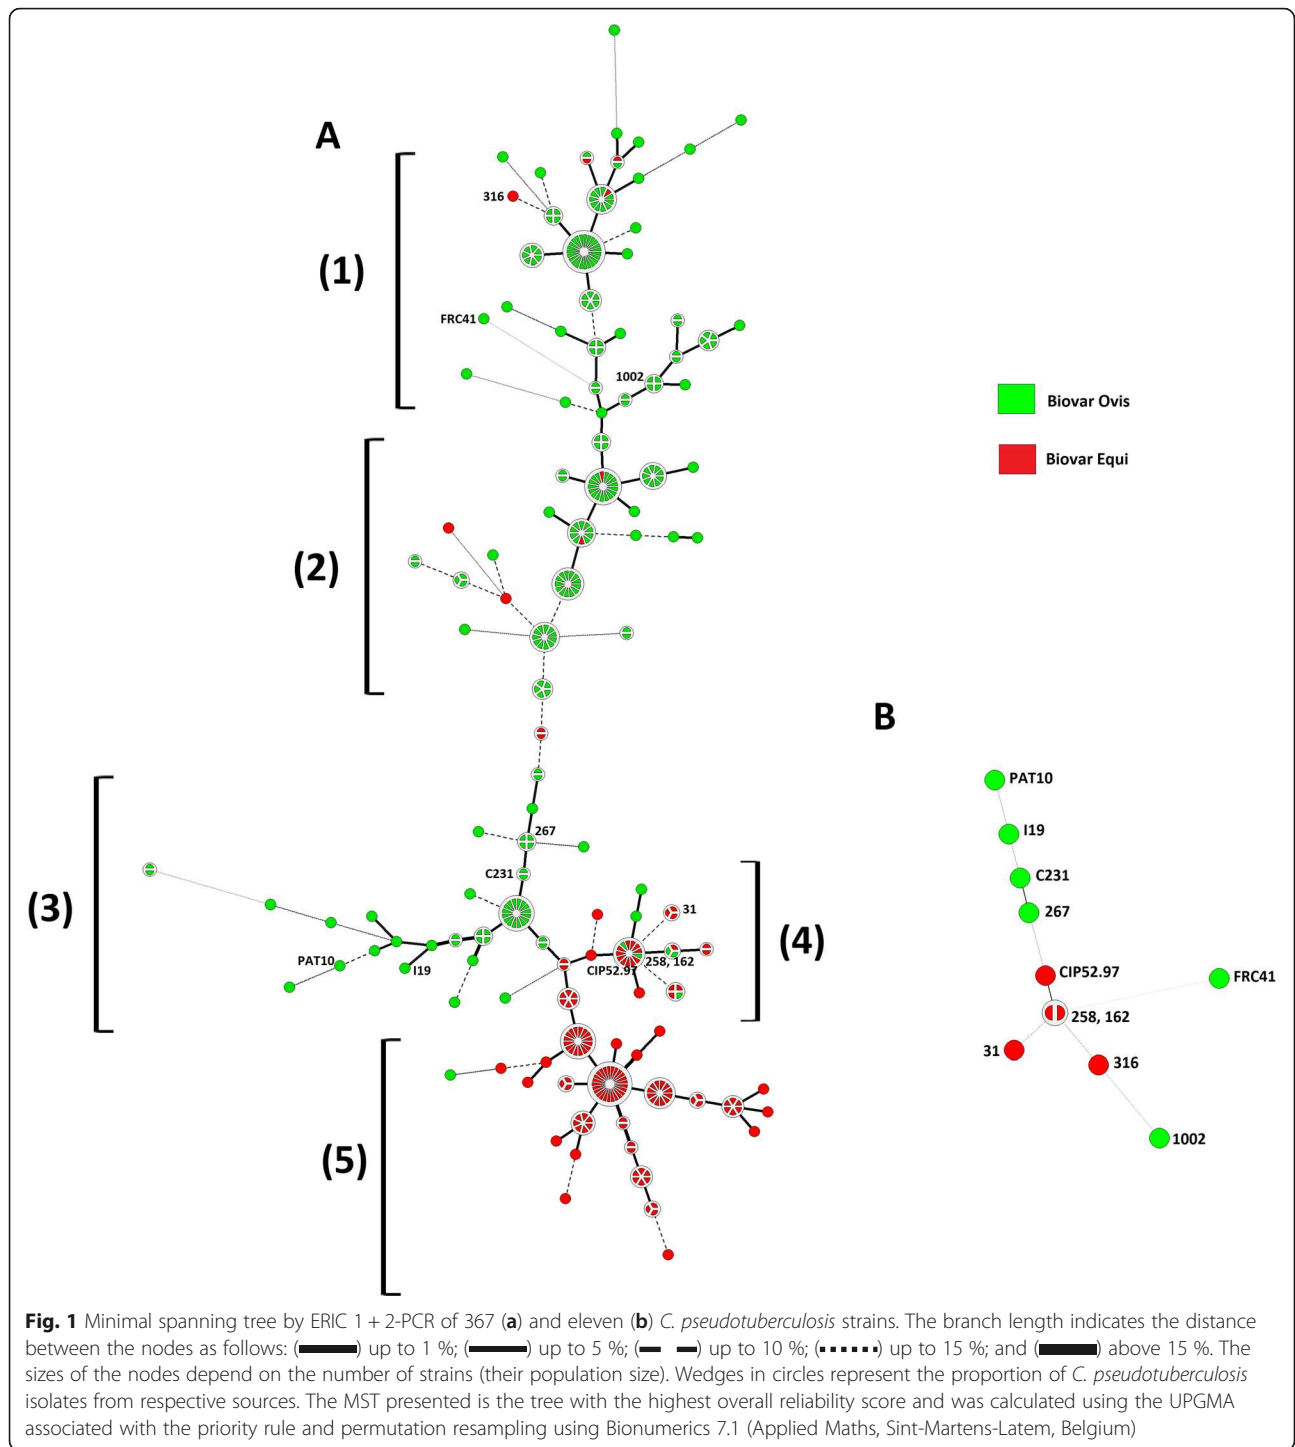 A
316
(1)
FRC41
1002
Biovar Ovis
Biovar Equi
(2)
B
PAT10
I19
C231
267
CIP52.97
258, 162
FRC41
31
316
1002
267
C231
(3)
31
(4)
PAT10
I19
CIP52.97
258, 162
(5)
Fig. 1 Minimal spanning tree by ERIC 1 + 2-PCR of 367 (a) and eleven (b) C. pseudotuberculosis strains. The branch length indicates the distance
between the nodes as follows: ( ) up to 1 %; ( ) up to 5 %; ( ) up to 10 %; ( ) up to 15 %; and ( ) above 15 %. The
sizes of the nodes depend on the number of strains (their population size). Wedges in circles represent the proportion of C. pseudotuberculosis
isolates from respective sources. The MST presented is the tree with the highest overall reliability score and was calculated using the UPGMA
associated with the priority rule and permutation resampling using Bionumerics 7.1 (Applied Maths, Sint-Martens-Latem, Belgium)